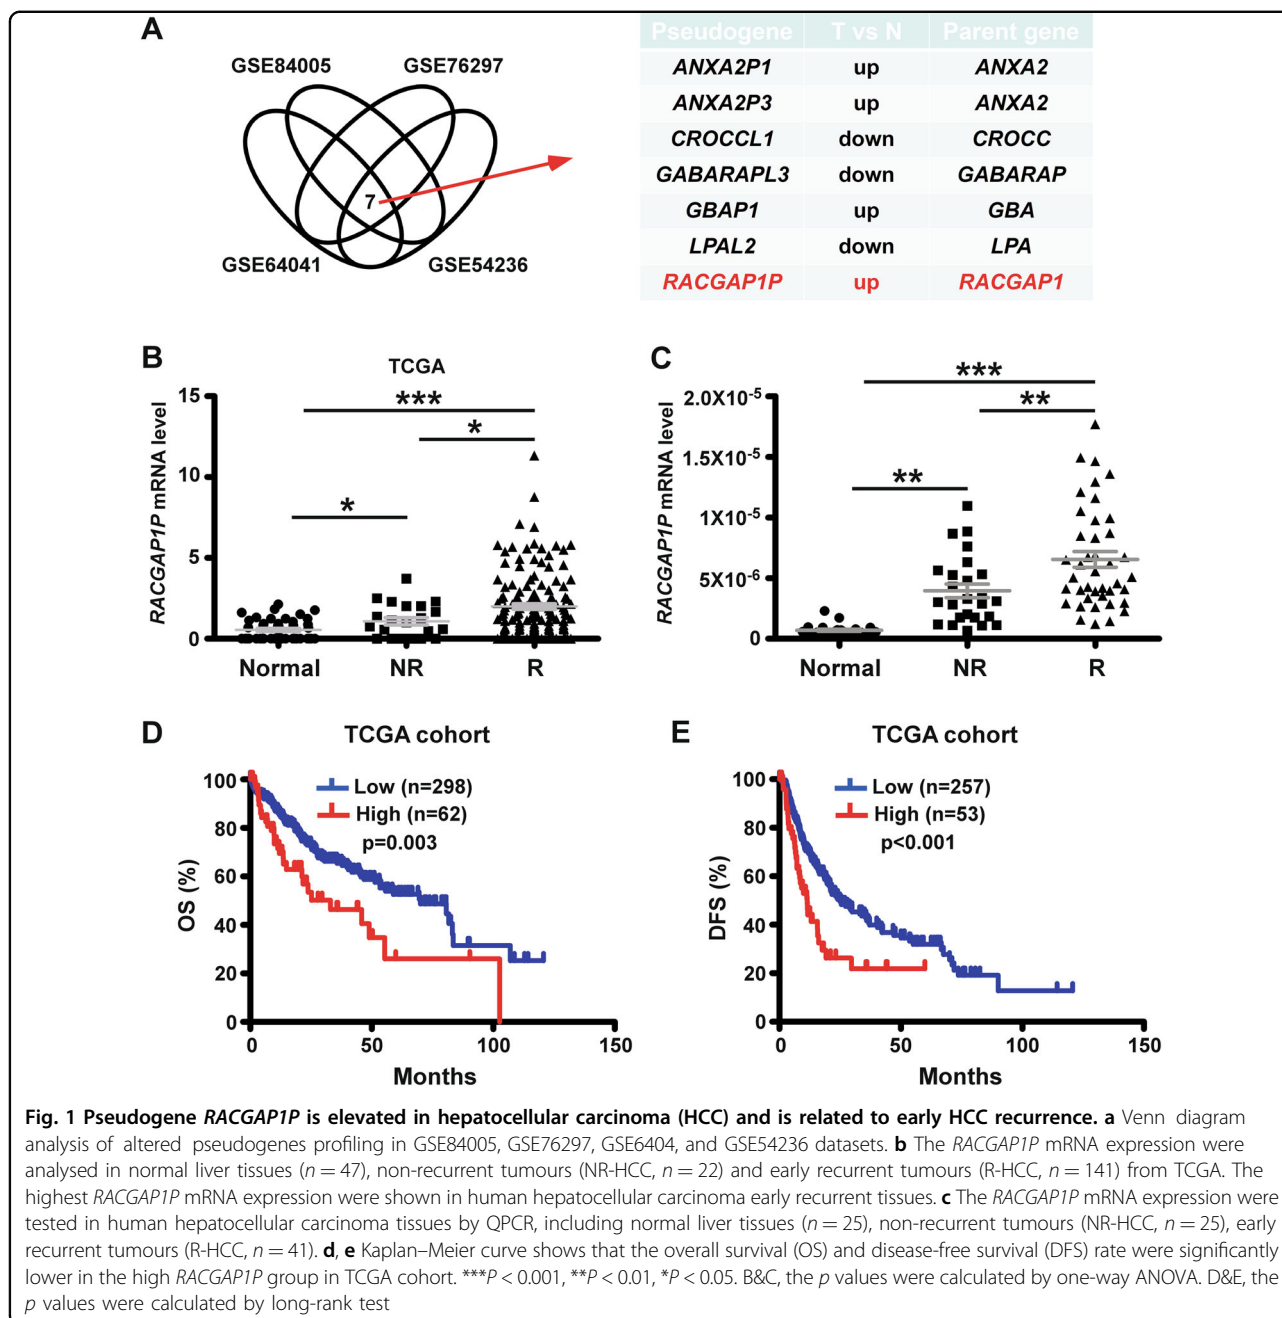 A
GSE84005
GSE76297
7
GSE64041
GSE54236
Pseudogene T vs N Parent gene
ANXA2P1 up ANXA2
ANXA2P3 up ANXA2
CROCCL1 down CROCC
GABARAPL3 down GABARAP
GBAP1 up GBA
LPAL2 down LPA
RACGAP1P up RACGAP1
B
TCGA
RACGAP1P mRNA level
15
10
5
0
***
*
*
Normal NR R
C
RACGAP1P mRNA level
2.0X10-5
1.5X10-5
1X10-5
5X10-6
0
***
**
**
Normal NR R
D
TCGA cohort
OS (%)
100
80
60
40
20
0
Low (n=298)
High (n=62)
p=0.003
0 50 100 150
Months
E
TCGA cohort
DFS (%)
100
80
60
40
20
0
Low (n=257)
High (n=53)
p<0.001
0 50 100 150
Months
Fig. 1 Pseudogene RACGAP1P is elevated in hepatocellular carcinoma (HCC) and is related to early HCC recurrence. a Venn diagram
analysis of altered pseudogenes profiling in GSE84005, GSE76297, GSE6404, and GSE54236 datasets. b The RACGAP1P mRNA expression were
analysed in normal liver tissues (n = 47), non-recurrent tumours (NR-HCC, n = 22) and early recurrent tumours (R-HCC, n = 141) from TCGA. The
highest RACGAP1P mRNA expression were shown in human hepatocellular carcinoma early recurrent tissues. c The RACGAP1P mRNA expression were
tested in human hepatocellular carcinoma tissues by QPCR, including normal liver tissues (n = 25), non-recurrent tumours (NR-HCC, n = 25), early
recurrent tumours (R-HCC, n = 41). d, e Kaplan–Meier curve shows that the overall survival (OS) and disease-free survival (DFS) rate were significantly
lower in the high RACGAP1P group in TCGA cohort. ***P < 0.001, **P < 0.01, *P < 0.05. B&C, the p values were calculated by one-way ANOVA. D&E, the
p values were calculated by long-rank test